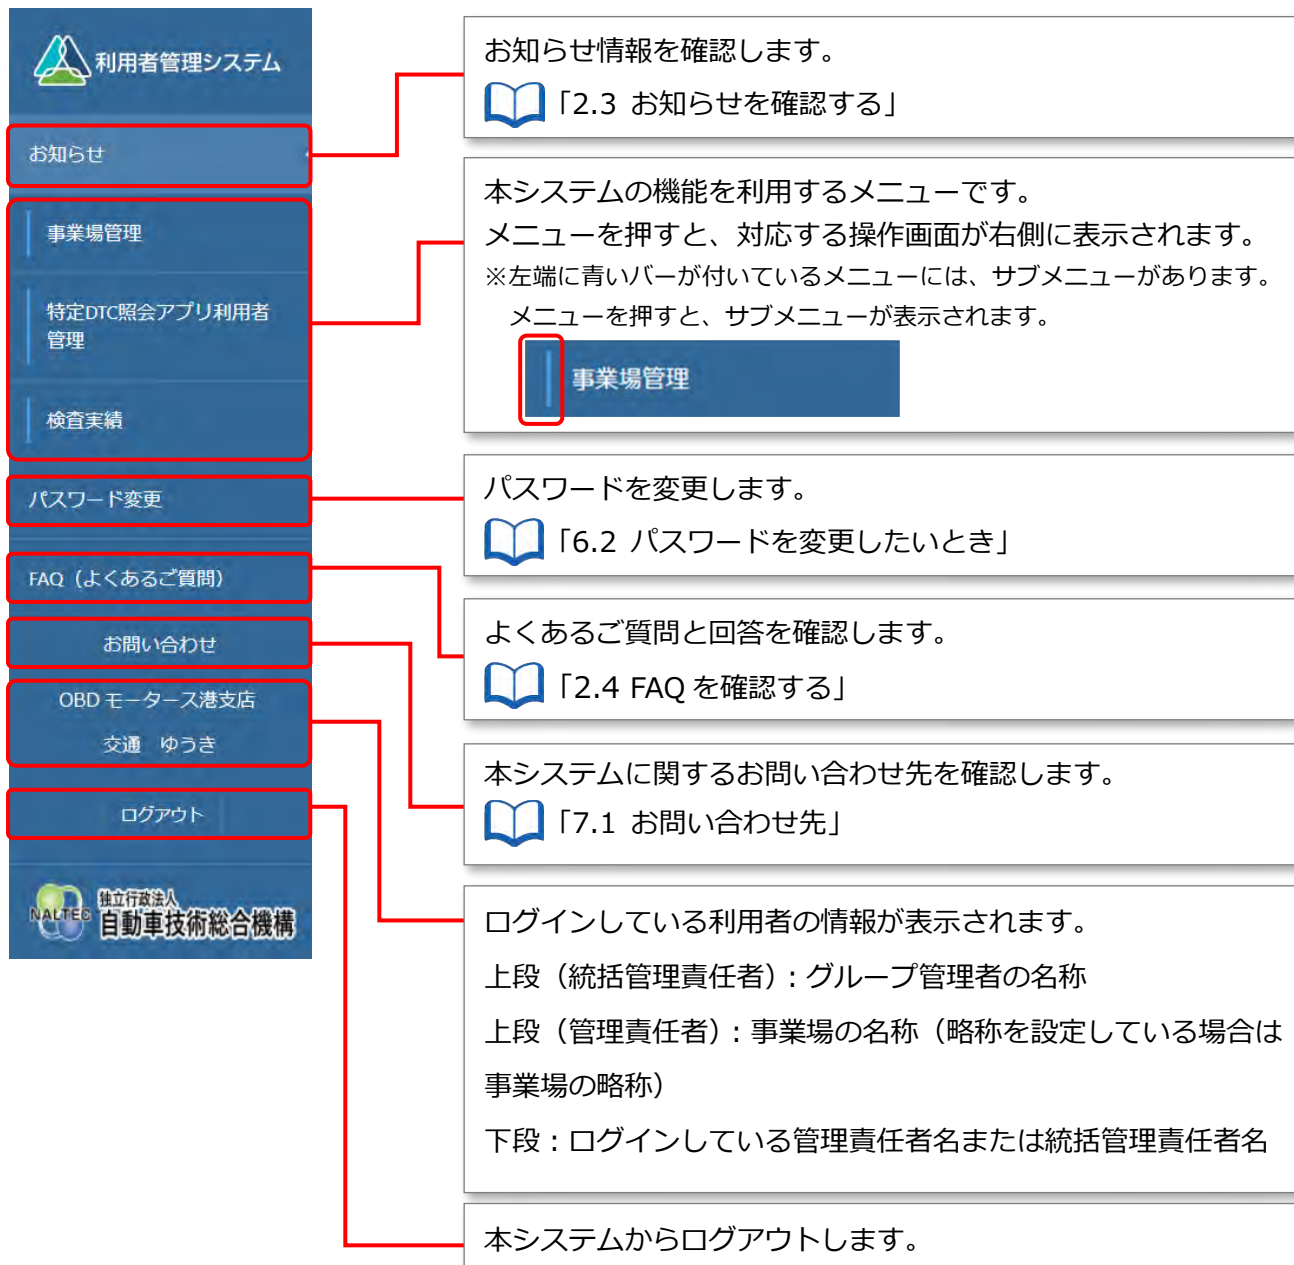 利用者管理システム
お知らせ
事業場管理
特定DTC照会アプリ利用者
管理
検査実績
パスワード変更
FAQ（よくあるご質問）
お問い合わせ
OBD モータース港支店
交通　ゆうき
ログアウト
NALTEC 独立行政法人
自動車技術総合機構
お知らせ情報を確認します。
「2.3 お知らせを確認する」
本システムの機能を利用するメニューです。
メニューを押すと、対応する操作画面が右側に表示されます。
※左端に青いバーが付いているメニューには、サブメニューがあります。
メニューを押すと、サブメニューが表示されます。
事業場管理
パスワードを変更します。
「6.2 パスワードを変更したいとき」
よくあるご質問と回答を確認します。
「2.4 FAQ を確認する」
本システムに関するお問い合わせ先を確認します。
「7.1 お問い合わせ先」
ログインしている利用者の情報が表示されます。
上段（統括管理責任者）：グループ管理者の名称
上段（管理責任者）：事業場の名称（略称を設定している場合は
事業場の略称）
下段：ログインしている管理責任者名または統括管理責任者名
本システムからログアウトします。